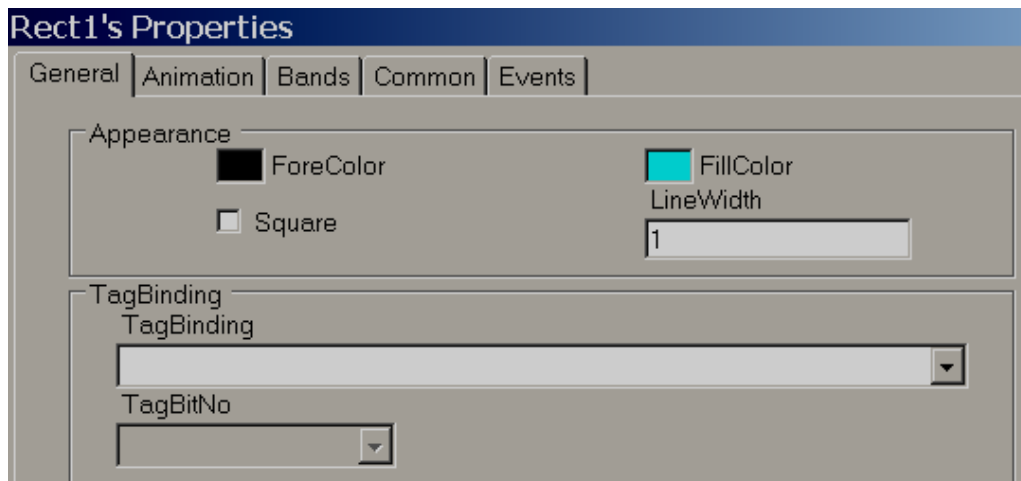 Rect1's Properties
General Animation Bands Common Events
Appearance
ForeColor FillColor
Square LineWidth
1
TagBinding
TagBinding
TagBitNo